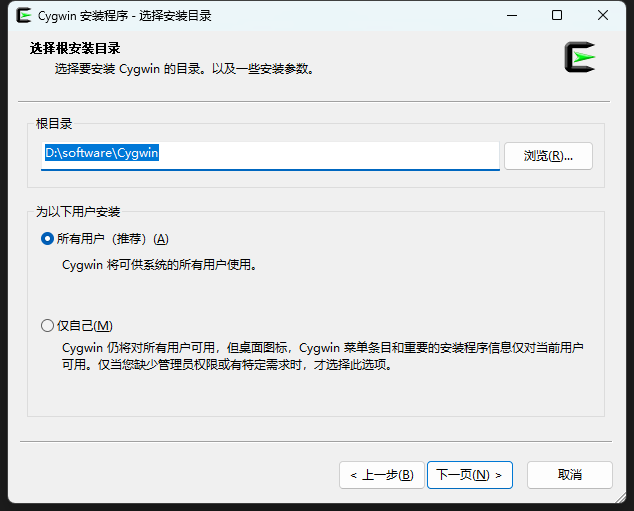 Cygwin 安装程序 - 选择安装目录
选择根安装目录
选择要安装 Cygwin 的目录。以及一些安装参数。
根目录
D:\software\Cygwin
浏览(R)...
为以下用户安装
所有用户（推荐）(A)
Cygwin 将可供系统的所有用户使用。
仅自己(M)
Cygwin 仍将对所有用户可用，但桌面图标，Cygwin 菜单条目和重要的安装程序信息仅对当前用户
可用。仅当您缺少管理员权限或有特定需求时，才选择此选项。
< 上一步(B)
下一页(N) >
取消